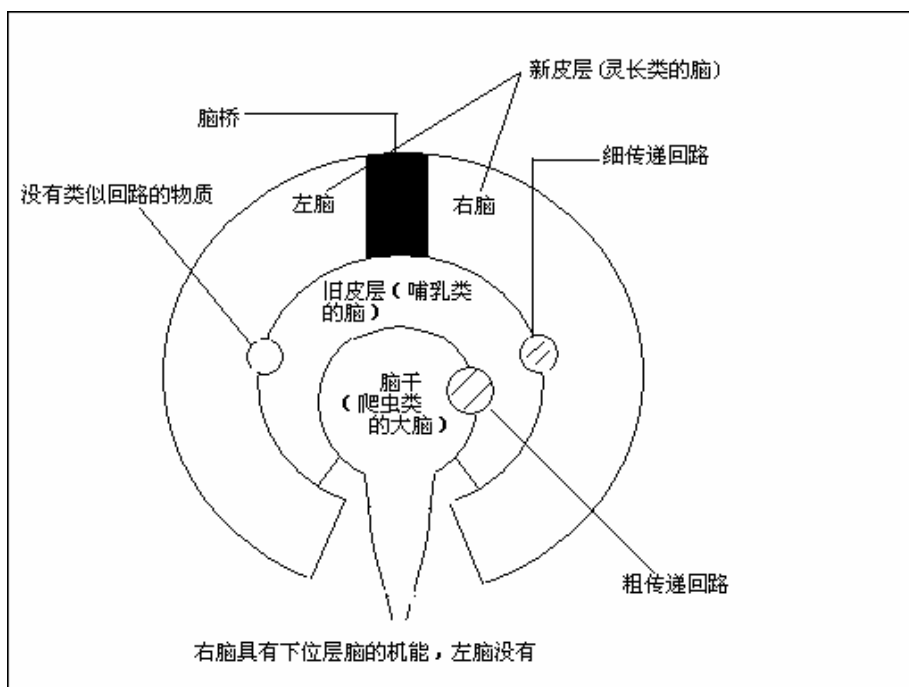 新皮层(灵长类的脑)
脑桥
细传递回路
没有类似回路的物质
左脑
右脑
旧皮层(哺乳类
的脑)
脑干
(爬虫类
的大脑)
粗传递回路
右脑具有下位层脑的机能,左脑没有